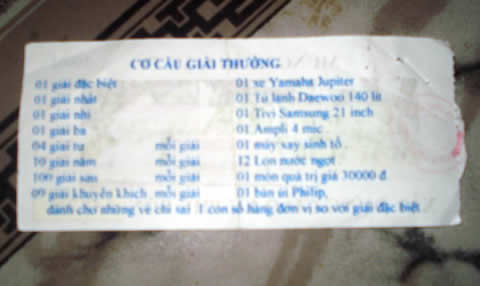 CƠ CẤU GIẢI THƯỞNG
01 giải đặc biệt 01 xe Yamaha Jupiter
01 giải nhất 01 Tủ lạnh Daewoo 140 lít
01 giải nhì 01 Tivi Samsung 21 inch
01 giải ba 01 Ampli 4 mic
04 giải tư mỗi giải 01 máy xay sinh tố
10 giải năm mỗi giải 12 Lon nước ngọt
100 giải sáu mỗi giải 01 món quà trị giá 30000 đ
09 giải khuyến khích mỗi giải 01 bàn ủi Philip,
dành cho những vé chỉ sai 1 con số hàng đơn vị so với giải đặc biệt